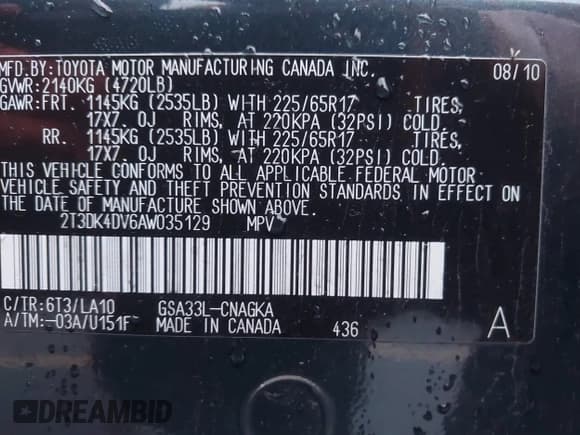 MFD.BY:TOYOTA MOTOR MANUFACTURING CANADA INC. 08/10
GVWR:2140KG (4720LB)
GAWR:FRT. 1145KG (2535LB) WITH 225/65R17 TIRES,
17X7.0J RIMS, AT 220KPA (32PSI) COLD.
RR. 1145KG (2535LB) WITH 225/65R17 TIRES,
17X7.0J RIMS, AT 220KPA (32PSI) COLD.
THIS VEHICLE CONFORMS TO ALL APPLICABLE FEDERAL MOTOR
VEHICLE SAFETY AND THEFT PREVENTION STANDARDS IN EFFECT ON
THE DATE OF MANUFACTURE SHOWN ABOVE.
2T3DK4DV6AW035129 MPV
C/TR:6T3/LA10 GSA33L-CNAGKA
A/TM:-03A/U151F MADE IN CANADA 436 A
DREAMBID